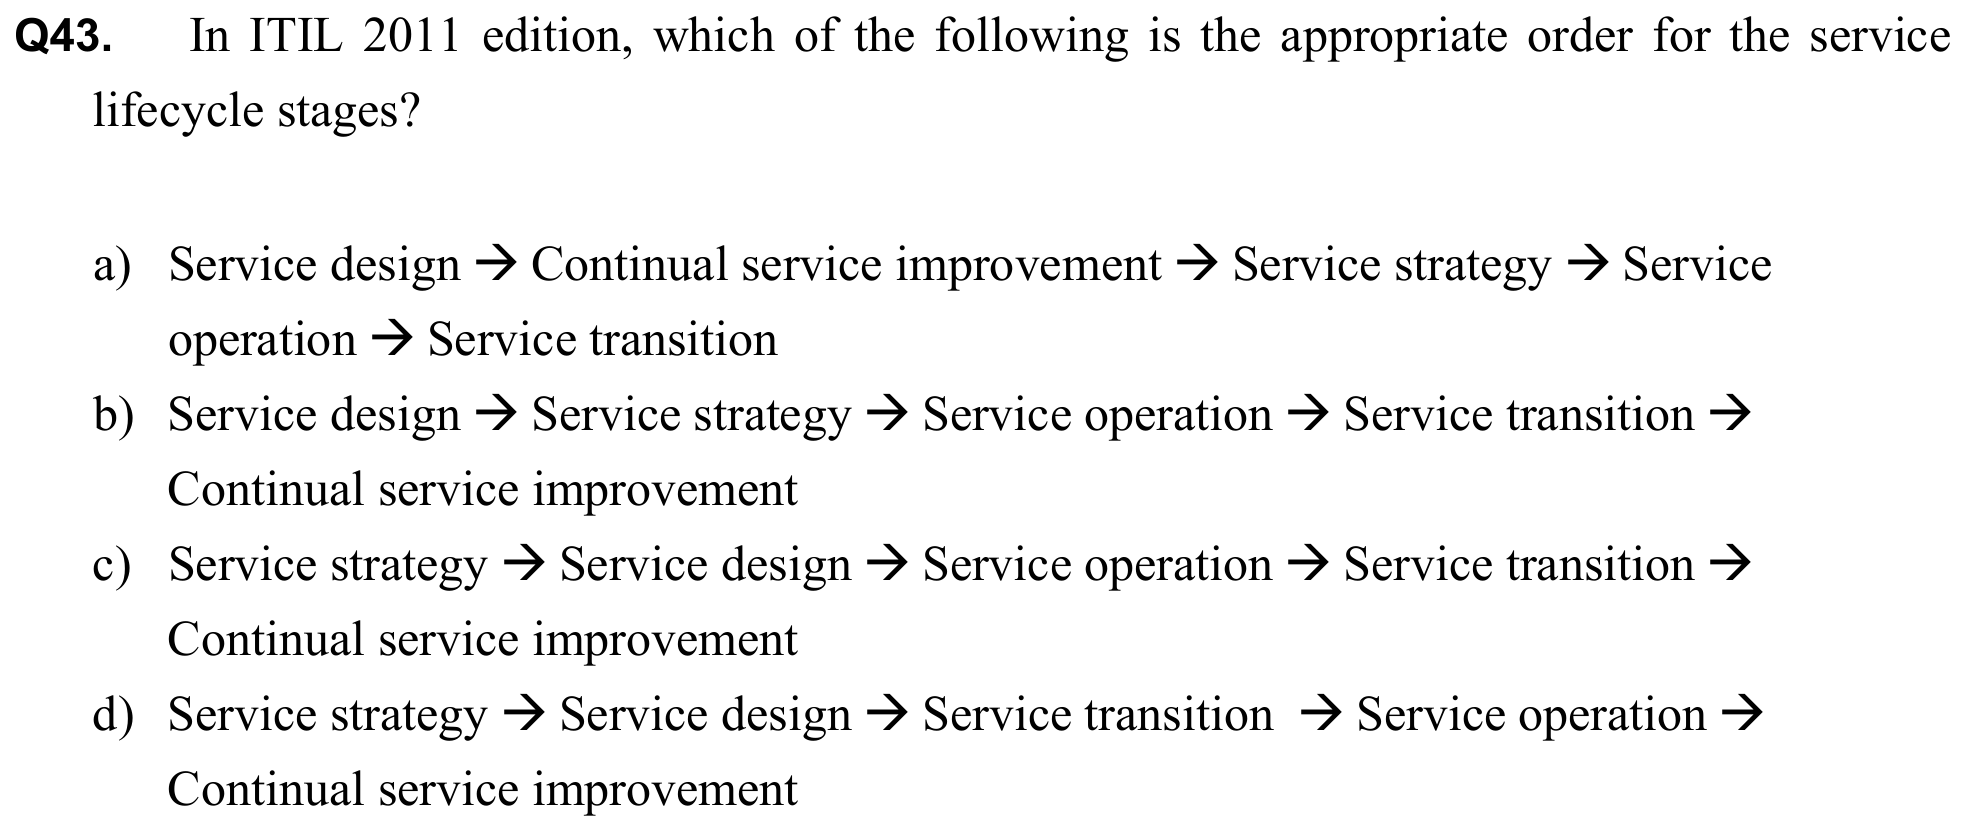 Q43. In ITIL 2011 edition, which of the following is the appropriate order for the service
lifecycle stages?
a) Service design → Continual service improvement → Service strategy → Service
operation → Service transition
b) Service design → Service strategy → Service operation → Service transition →
Continual service improvement
c) Service strategy → Service design → Service operation → Service transition →
Continual service improvement
d) Service strategy → Service design → Service transition → Service operation →
Continual service improvement